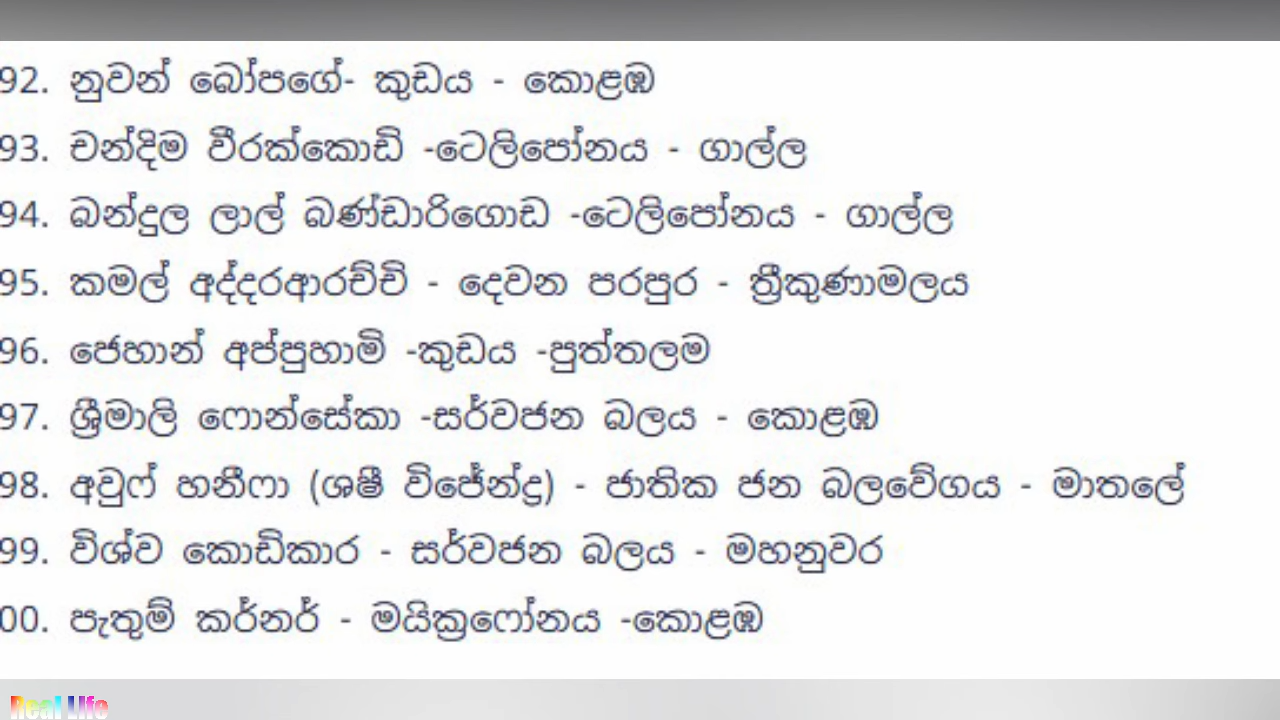 92. නුවන් බෝපගේ- කුඩය - කොළඹ
93. චන්දිම වීරක්කොඩි -ටෙලිපෝනය - ගාල්ල
94. බන්දුල ලාල් බණ්ඩාරිගොඩ -ටෙලිපෝනය - ගාල්ල
95. කමල් අද්දරආරච්චි - දෙවන පරපුර - ත්‍රීකුණාමලය
96. ජෙහාන් අප්පුහාමි -කුඩය -පුත්තලම
97. ශ්‍රීමාලි ෆොන්සේකා -සර්වජන බලය - කොළඹ
98. අවුෆ් හනීෆා (ශෂී විජේන්ද්‍ර) - ජාතික ජන බලවේගය - මාතලේ
99. විශ්ව කොඩිකාර - සර්වජන බලය - මහනුවර
00. පැතුම් කර්නර් - මයික්‍රෆෝනය -කොළඹ
Real Life